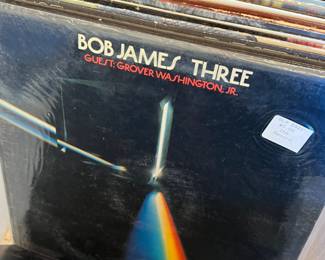 BOB JAMES THREE
GUEST: GROVER WASHINGTON, JR.